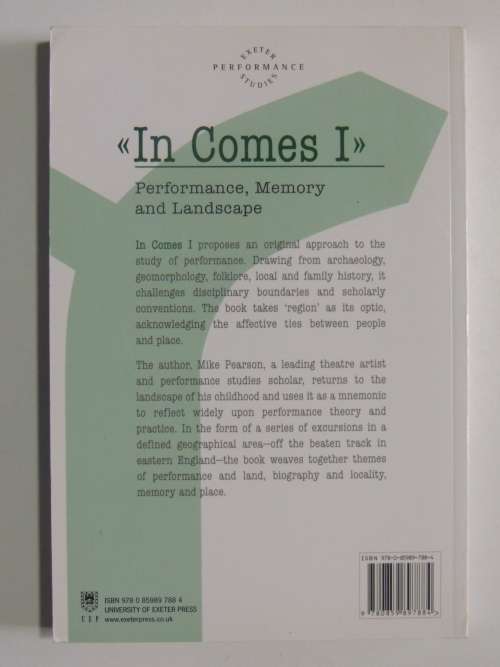 EXETER
PERFORMANCE
STUDIES
«In Comes I»
Performance, Memory
and Landscape
In Comes I proposes an original approach to the
study of performance. Drawing from archaeology,
geomorphology, folklore, local and family history, it
challenges disciplinary boundaries and scholarly
conventions. The book takes ‘region’ as its optic,
acknowledging the affective ties between people
and place.
The author, Mike Pearson, a leading theatre artist
and performance studies scholar, returns to the
landscape of his childhood and uses it as a mnemonic
to reflect widely upon performance theory and
practice. In the form of a series of excursions in a
defined geographical area—off the beaten track in
eastern England—the book weaves together themes
of performance and land, biography and locality,
memory and place.
ISBN 978-0-85989-788-4
9 780859 897884
ISBN 978 0 85989 788 4
UNIVERSITY OF EXETER PRESS
UEP www.exeterpress.co.uk